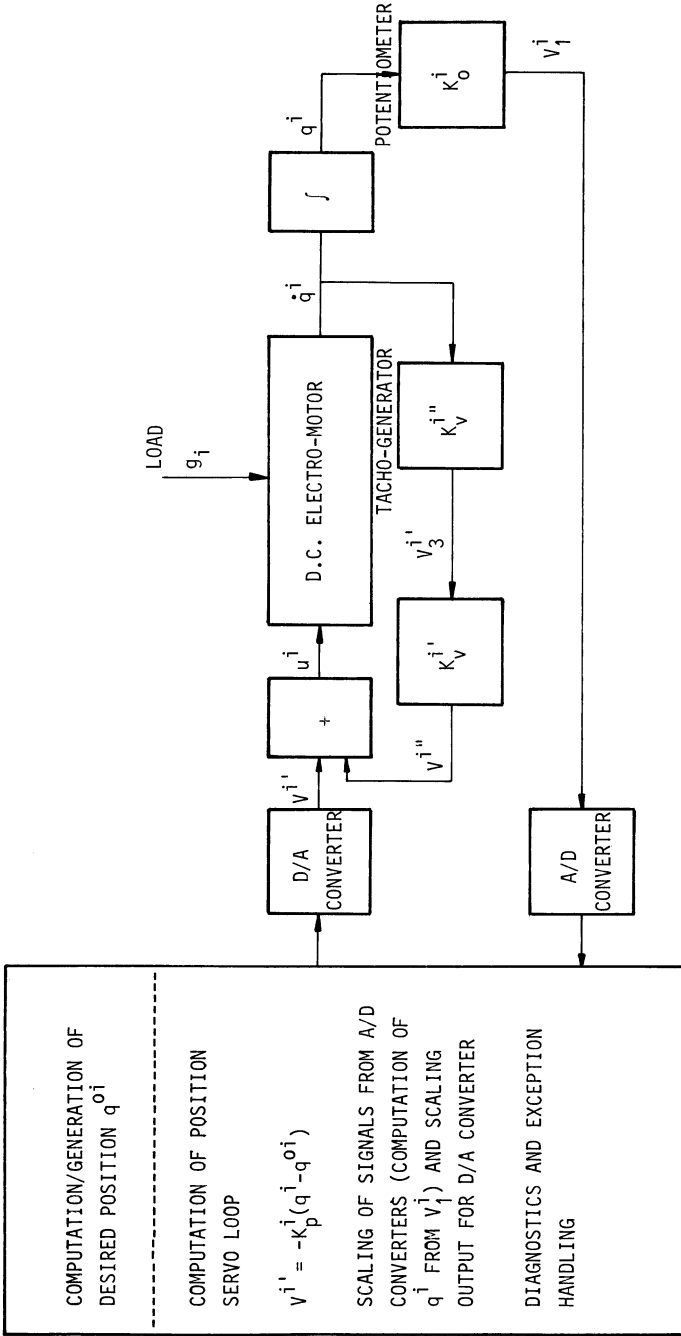 COMPUTATION/GENERATION OF
DESIRED POSITION q^{oi}
COMPUTATION OF POSITION
SERVO LOOP
V^{i'} = -K_p^i(q^i-q^{oi})
SCALING OF SIGNALS FROM A/D
CONVERTERS (COMPUTATION OF
q^i FROM V_1^i) AND SCALING
OUTPUT FOR D/A CONVERTER
DIAGNOSTICS AND EXCEPTION
HANDLING
D/A
CONVERTER
V^{i'}
+
V^{i"}
u^i
LOAD
g_i
D.C. ELECTRO-MOTOR
TACHO-GENERATOR
K_v^{i'}
V_3^{i'}
K_v^{i"}
q̇^i
∫
q^i
POTENTIOMETER
K_o^i
V_1^i
A/D
CONVERTER